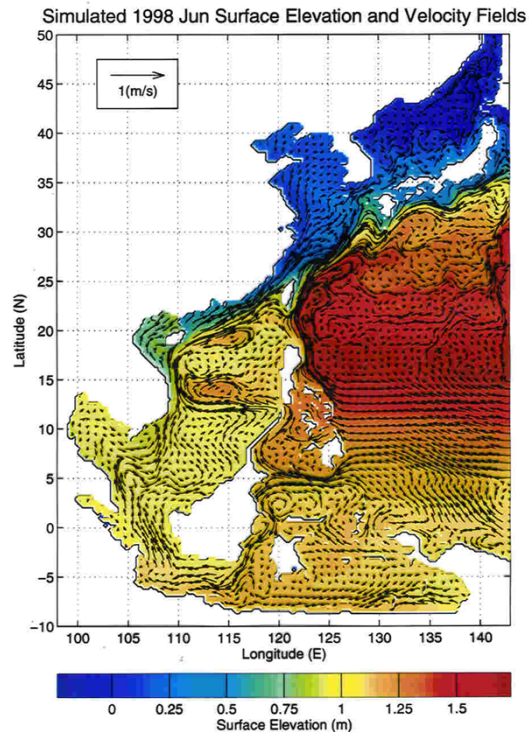 Simulated 1998 Jun Surface Elevation and Velocity Fields
50
45
40
35
30
25
20
15
10
5
0
−5
−10
Latitude (N)
1(m/s)
100 105 110 115 120 125 130 135 140
Longitude (E)
0 0.25 0.5 0.75 1 1.25 1.5
Surface Elevation (m)